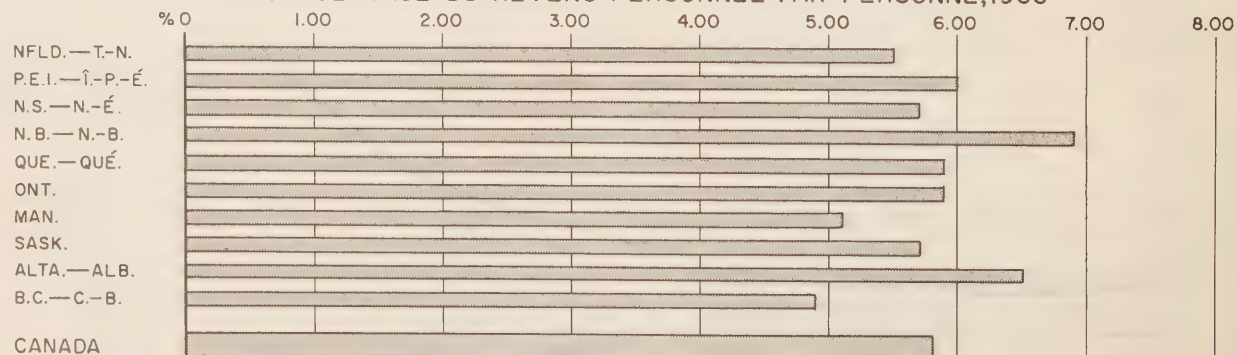 % 0 1.00 2.00 3.00 4.00 5.00 6.00 7.00 8.00
NFLD.—T.-N.
P.E.I.—Î.-P.-É.
N.S.—N.-É.
N.B.—N.-B.
QUE.—QUÉ.
ONT.
MAN.
SASK.
ALTA.—ALB.
B.C.—C.-B.
CANADA